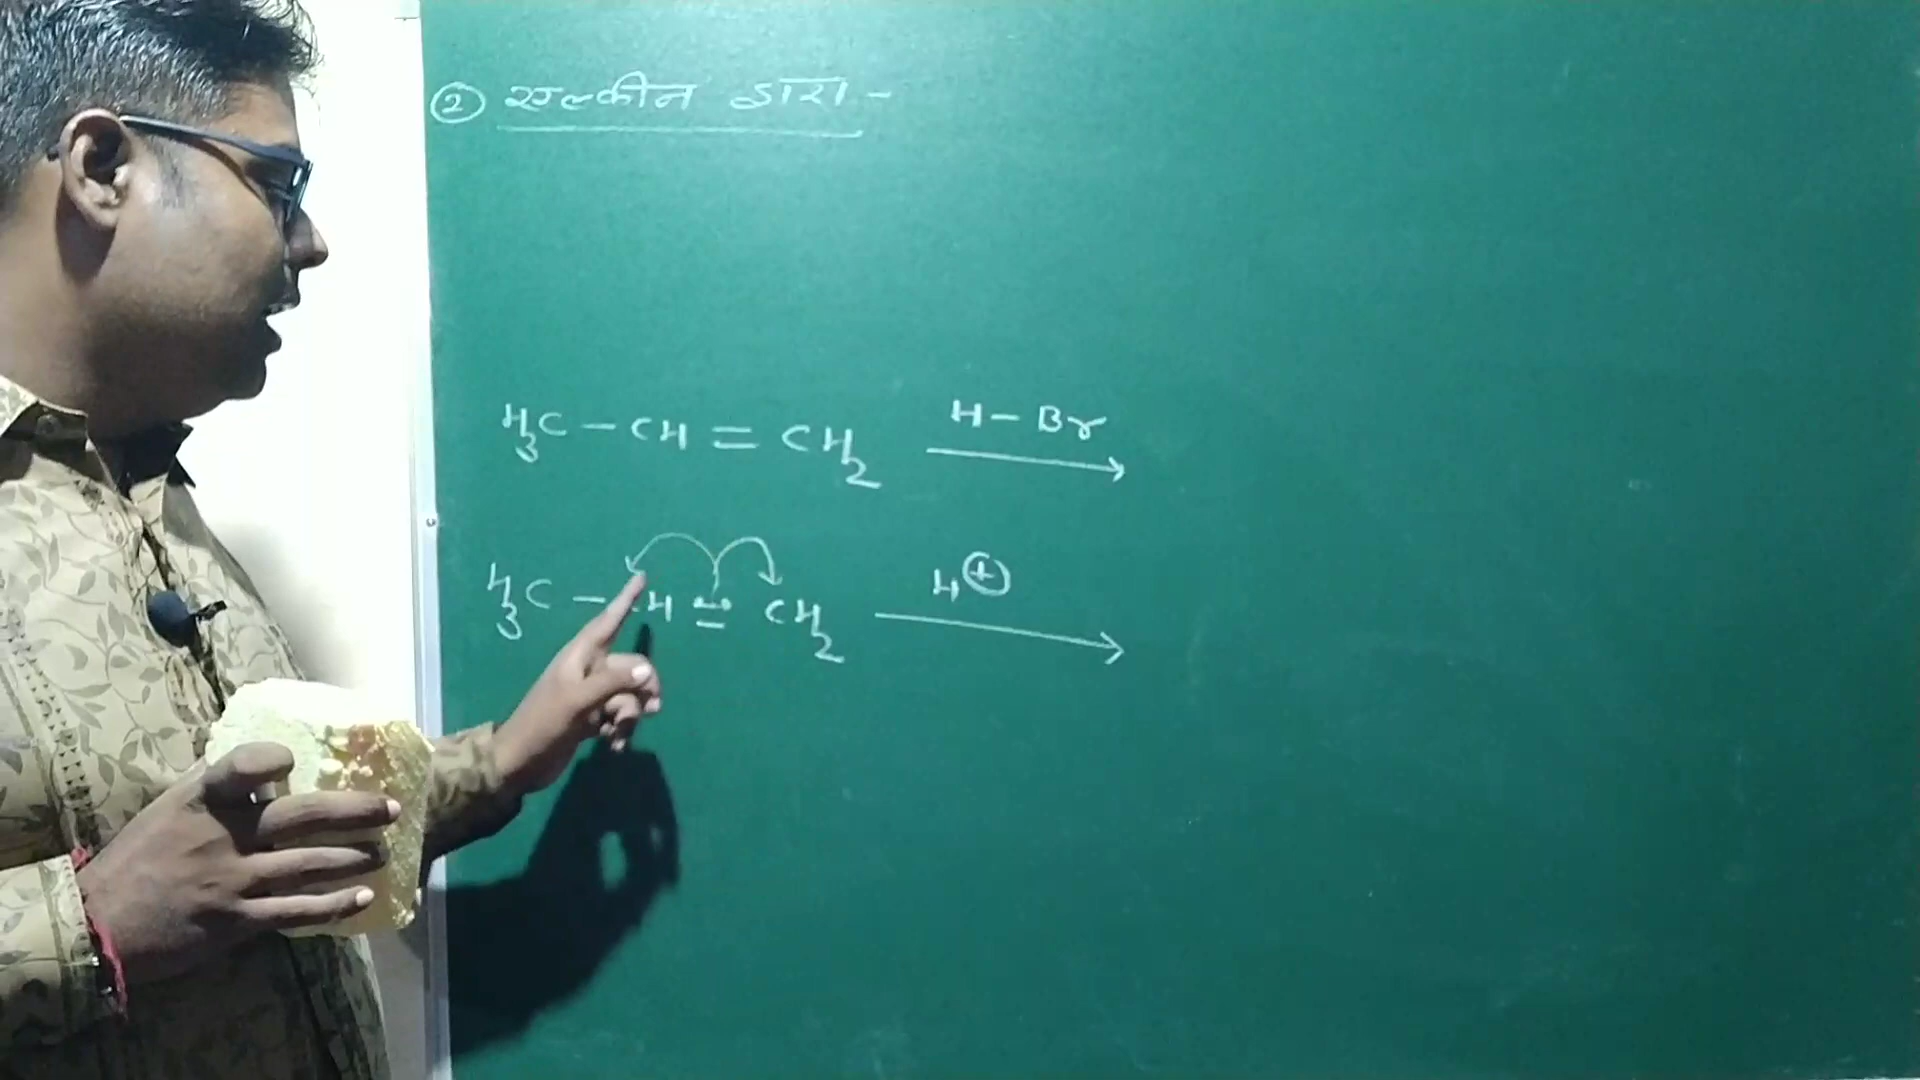 ② एल्कीन द्वारा -
H₃C - CH = CH₂ H - Br →
H₃C - CH = CH₂ H⊕ →